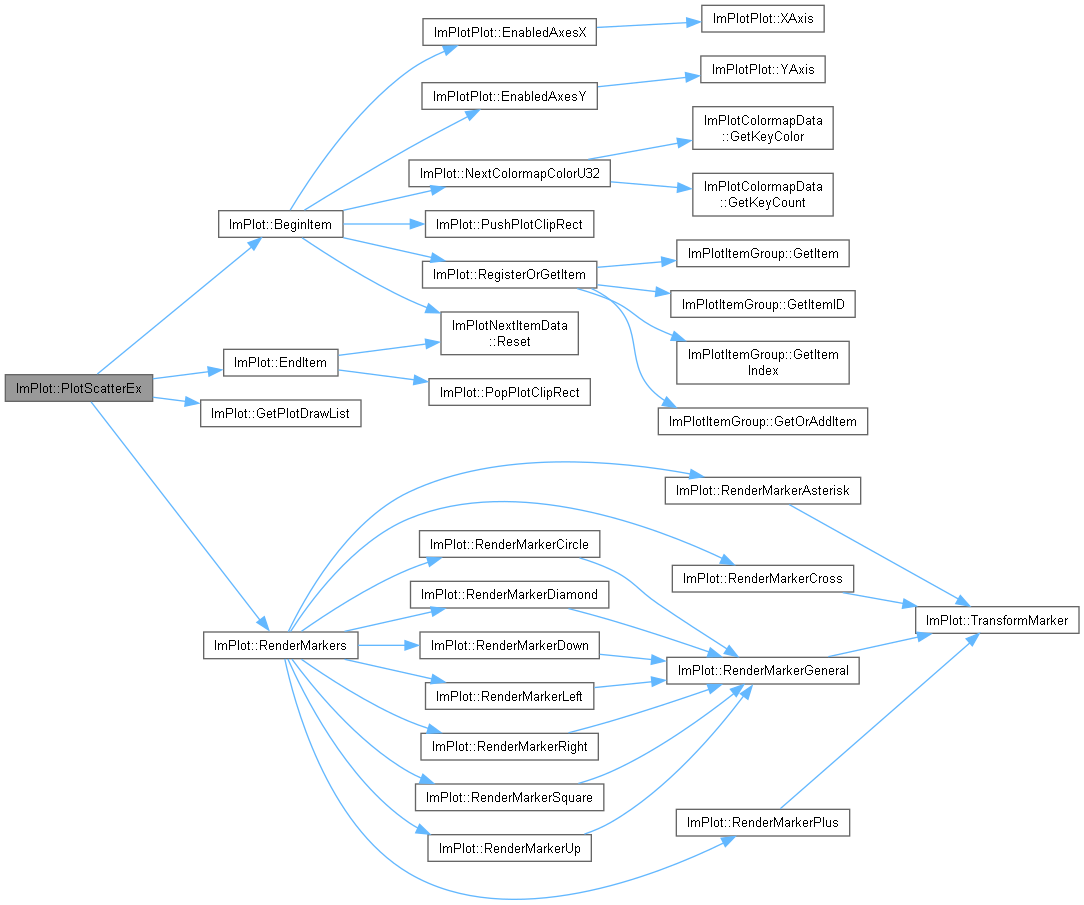 ImPlotPlot::XAxis
ImPlotPlot::EnabledAxesX
ImPlotPlot::YAxis
ImPlotPlot::EnabledAxesY
ImPlotColormapData
::GetKeyColor
ImPlot::NextColormapColorU32
ImPlotColormapData
::GetKeyCount
ImPlot::BeginItem
ImPlot::PushPlotClipRect
ImPlotItemGroup::GetItem
ImPlot::RegisterOrGetItem
ImPlotItemGroup::GetItemID
ImPlotNextItemData
::Reset
ImPlotItemGroup::GetItem
Index
ImPlot::EndItem
ImPlot::PlotScatterEx
ImPlot::PopPlotClipRect
ImPlot::GetPlotDrawList
ImPlotItemGroup::GetOrAddItem
ImPlot::RenderMarkerAsterisk
ImPlot::RenderMarkerCircle
ImPlot::RenderMarkerCross
ImPlot::RenderMarkerDiamond
ImPlot::TransformMarker
ImPlot::RenderMarkers
ImPlot::RenderMarkerDown
ImPlot::RenderMarkerGeneral
ImPlot::RenderMarkerLeft
ImPlot::RenderMarkerRight
ImPlot::RenderMarkerSquare
ImPlot::RenderMarkerPlus
ImPlot::RenderMarkerUp